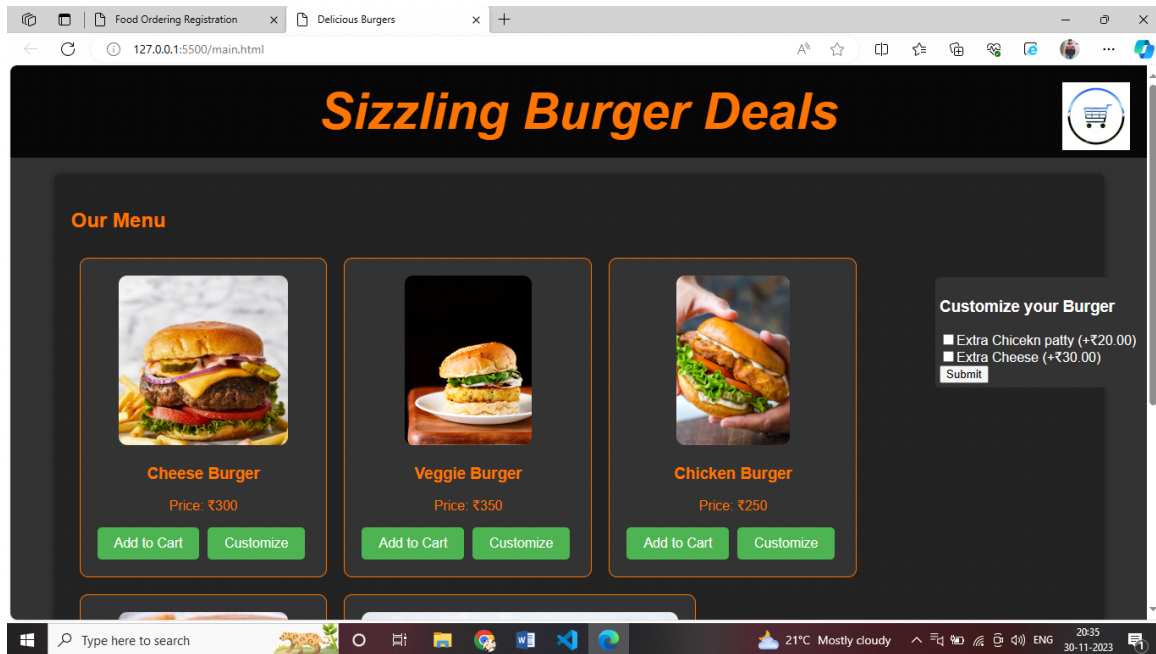 Food Ordering Registration
Delicious Burgers
127.0.0.1:5500/main.html
Sizzling Burger Deals
Our Menu
Cheese Burger
Price: ₹300
Add to Cart Customize
Veggie Burger
Price: ₹350
Add to Cart Customize
Chicken Burger
Price: ₹250
Add to Cart Customize
Customize your Burger
Extra Chicekn patty (+₹20.00)
Extra Cheese (+₹30.00)
Submit
Type here to search
21°C Mostly cloudy
ENG
20:35
30-11-2023
1